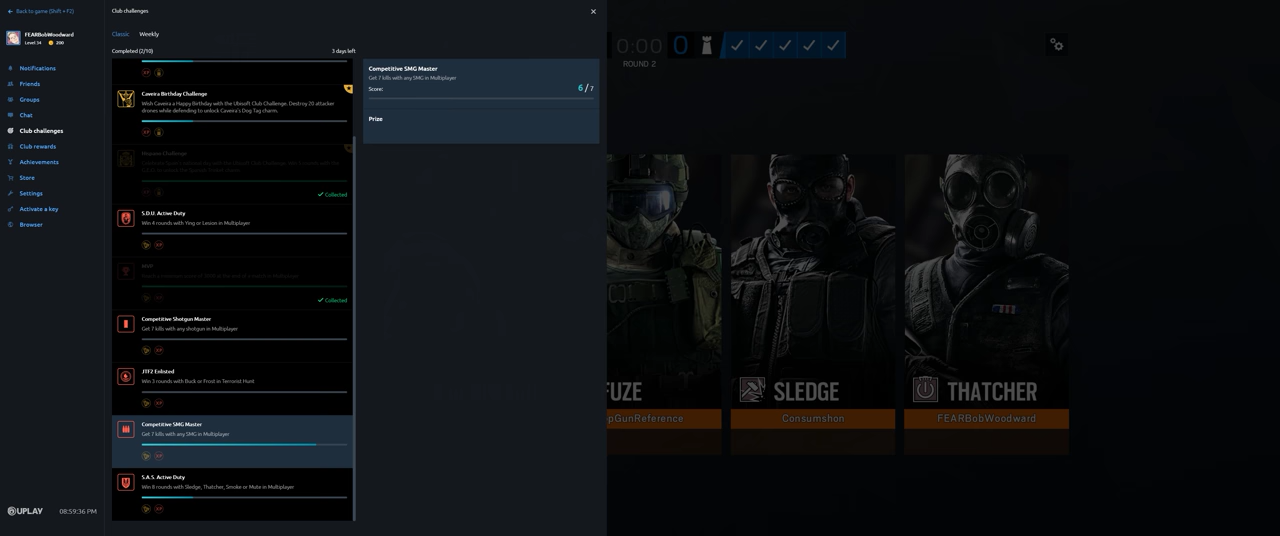 Back to game (Shift + F2)
FEARBobWoodward
Level 34
200
Notifications
Friends
Groups
Chat
Club challenges
Club rewards
Achievements
Store
Settings
Activate a key
Browser
UPLAY
08:59:36 PM
Club challenges
Classic
Weekly
Completed (2/10)
3 days left
XP
Caveira Birthday Challenge
Wish Caveira a Happy Birthday with the Ubisoft Club Challenge. Destroy 20 attacker
drones while defending to unlock Caveira's Dog Tag charm.
XP
Challenge
Collected
S.D.U. Active Duty
Win 4 rounds with Ying or Lesion in Multiplayer
XP
MVP
Collected
Competitive Shotgun Master
Get 7 kills with any shotgun in Multiplayer
XP
JTF2 Enlisted
Win 3 rounds with Buck or Frost in Terrorist Hunt
XP
Competitive SMG Master
Get 7 kills with any SMG in Multiplayer
XP
S.A.S. Active Duty
Win 8 rounds with Sledge, Thatcher, Smoke or Mute in Multiplayer
XP
Competitive SMG Master
Get 7 kills with any SMG in Multiplayer
Score:
6 / 7
Prize
0:00
0
ROUND 2
FUZE
pGunReference
SLEDGE
Consumshon
THATCHER
FEARBobWoodward